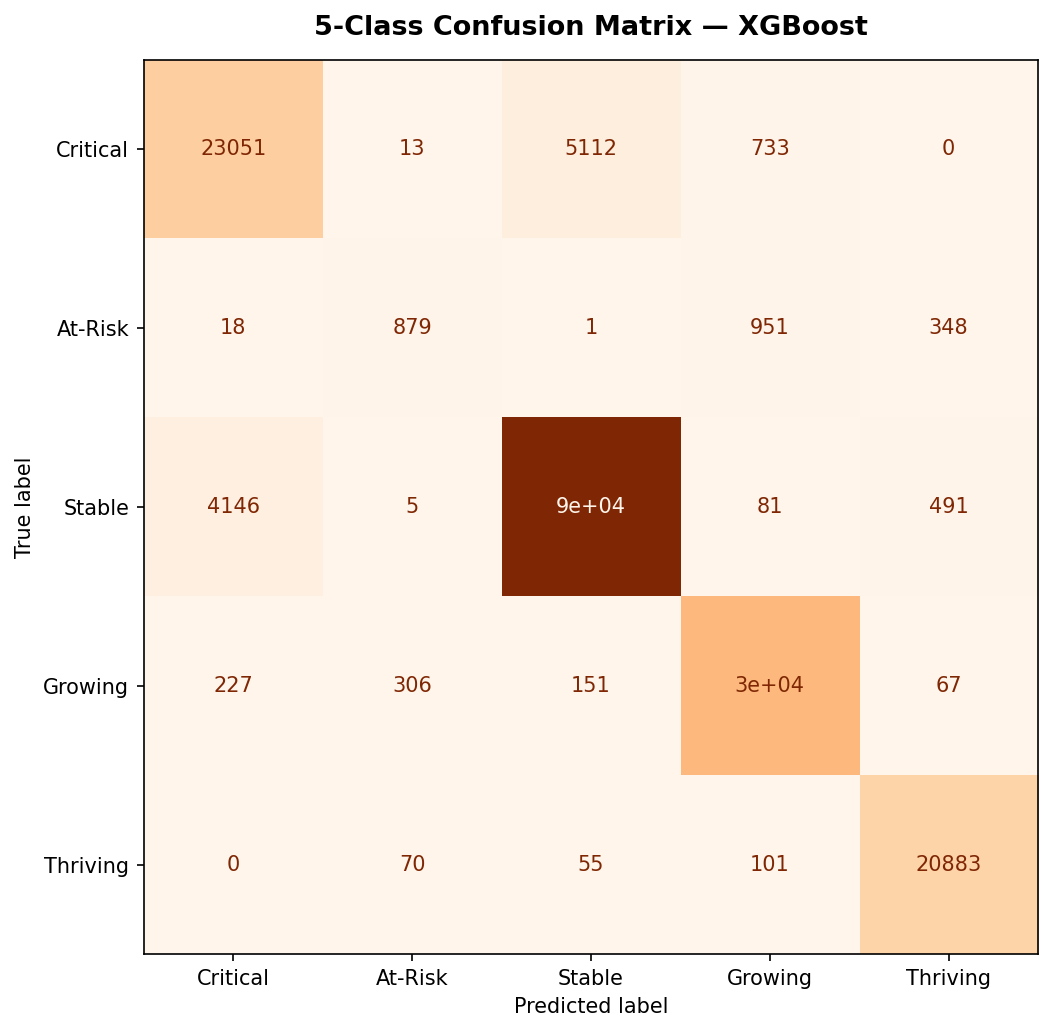 5-Class Confusion Matrix — XGBoost
Critical 23051 13 5112 733 0
At-Risk 18 879 1 951 348
True label
Stable 4146 5 9e+04 81 491
Growing 227 306 151 3e+04 67
Thriving 0 70 55 101 20883
Critical At-Risk Stable Growing Thriving
Predicted label